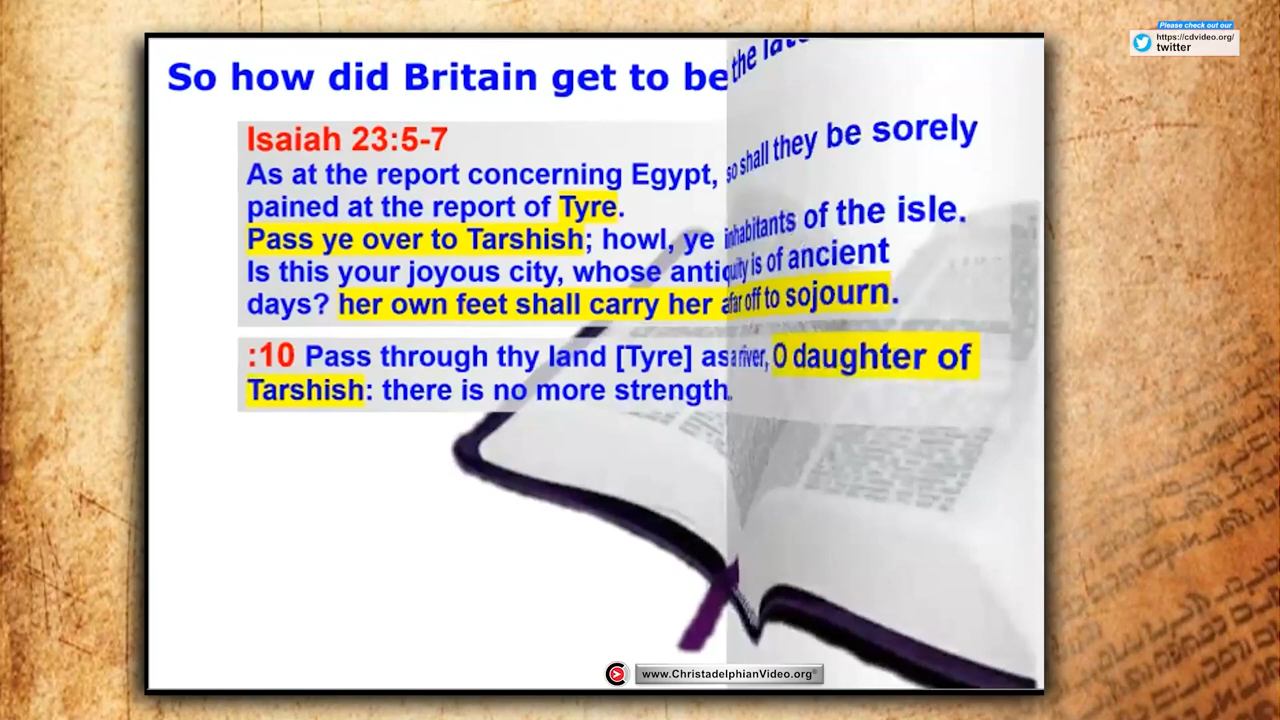 So how did Britain get to be the
Isaiah 23:5-7
As at the report concerning Egypt, so shall they be sorely
pained at the report of Tyre.
Pass ye over to Tarshish; howl, ye inhabitants of the isle.
Is this your joyous city, whose antiquity is of ancient
days? her own feet shall carry her afar off to sojourn.
:10 Pass through thy land [Tyre] as a river, O daughter of
Tarshish: there is no more strength.
Please check out our
https://cdvideo.org/
twitter
www.ChristadelphianVideo.org®